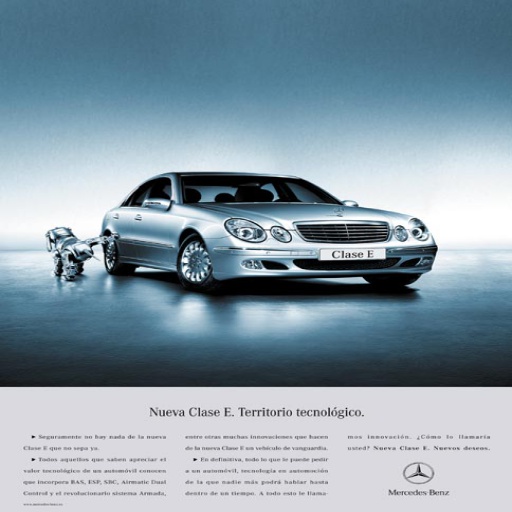 Clase E
Nueva Clase E. Territorio tecnológico.
► Seguramente no hay nada de la nueva
Clase E que no sepa ya.
► Todos aquellos que saben apreciar el
valor tecnológico de un automóvil conocen
que incorpora BAS, ESP, SBC, Airmatic Dual
Control y el revolucionario sistema Armada,
entre otras muchas innovaciones que hacen
de la nueva Clase E un vehículo de vanguardia.
► En definitiva, todo lo que le puede pedir
a un automóvil, tecnología en automoción
de la que nadie más podrá hablar hasta
dentro de un tiempo. A todo esto le llama-
mos innovación. ¿Cómo lo llamaría
usted? Nueva Clase E. Nuevos deseos.
Mercedes-Benz